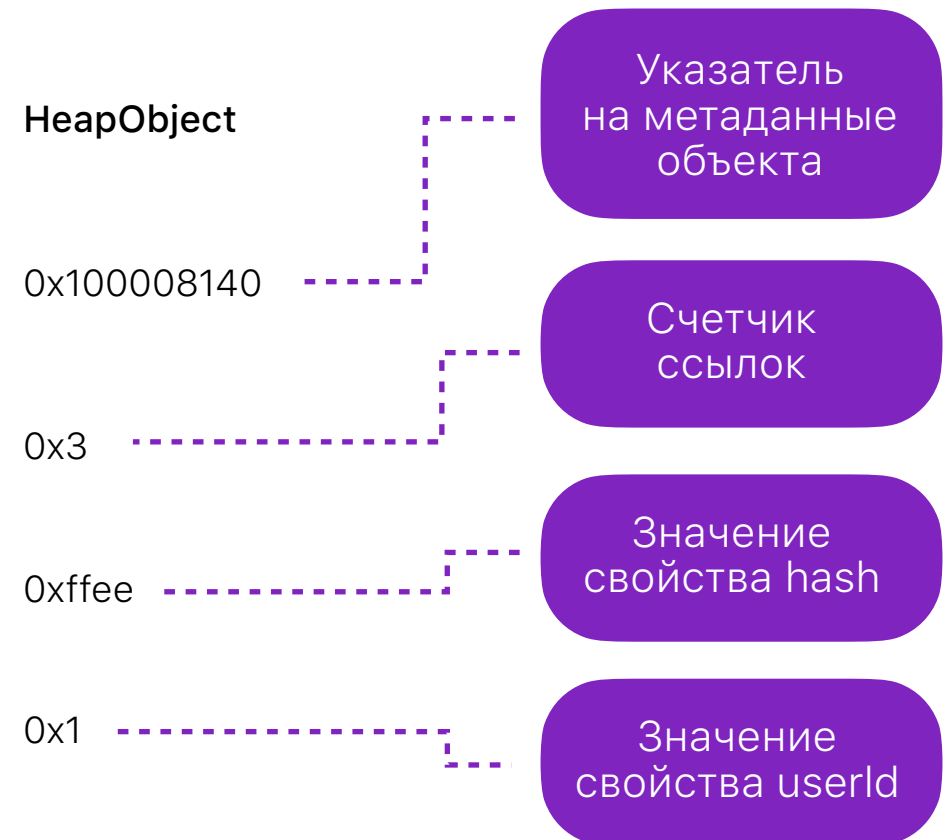 HeapObject
Указатель
на метаданные
объекта
0x100008140
Счетчик
ссылок
0x3
Значение
свойства hash
0xffee
Значение
свойства userId
0x1